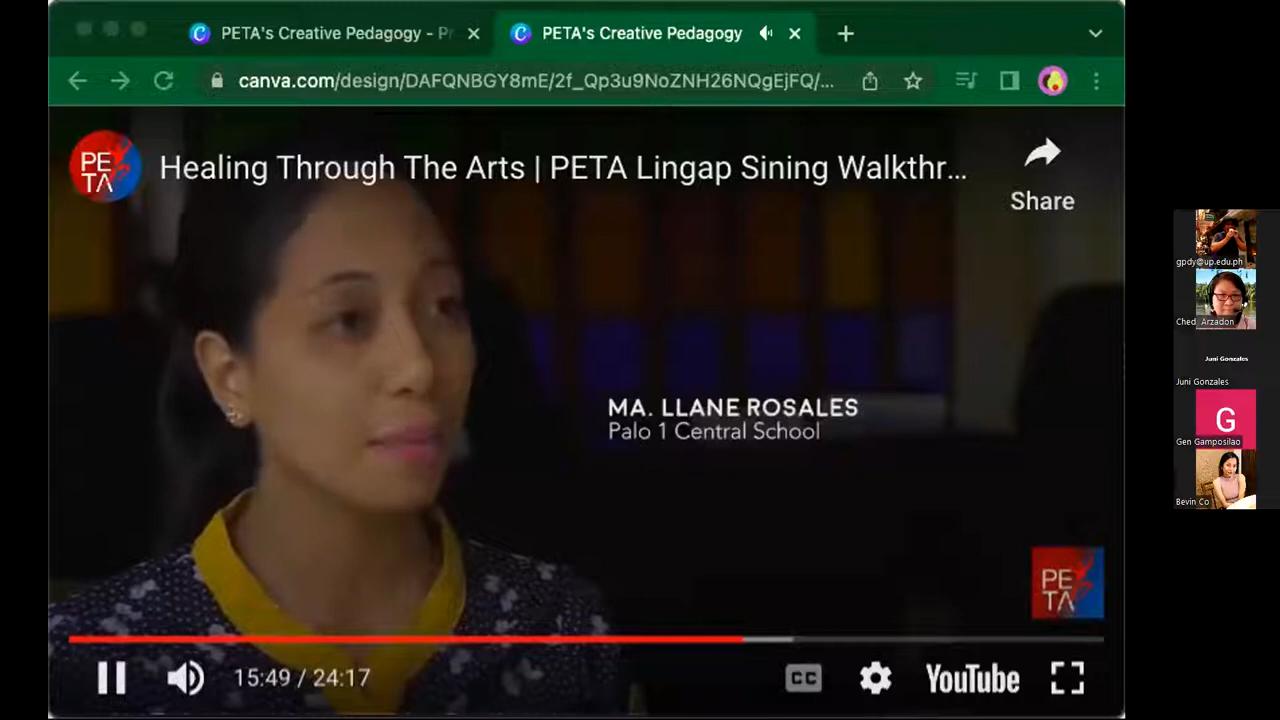 PETA's Creative Pedagogy - Pr
PETA's Creative Pedagogy
canva.com/design/DAFQNBGY8mE/2f_Qp3u9NoZNH26NQgEjFQ/...
PE
TA
Healing Through The Arts | PETA Lingap Sining Walkthr...
Share
MA. LLANE ROSALES
Palo 1 Central School
PE
TA
15:49 / 24:17
CC
YouTube
gpdy@up.edu.ph
Ched Arzadon
Juni Gonzales
Juni Gonzales
G
Gen Gamposilao
Bevin Co